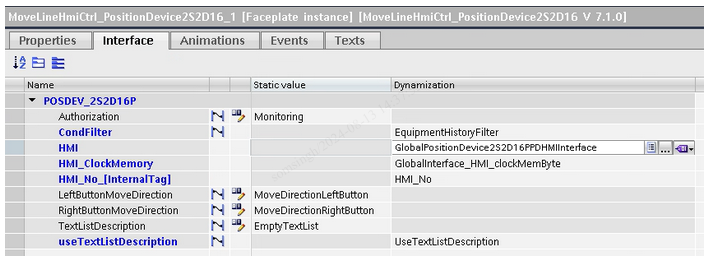 MoveLineHmiCtrl_PositionDevice2S2D16_1 [Faceplate instance] [MoveLineHmiCtrl_PositionDevice2S2D16 V 7.1.0]
Properties Interface Animations Events Texts
Name Static value Dynamization
POSDEV_2S2D16P
Authorization Monitoring
CondFilter EquipmentHistoryFilter
HMI GlobalPositionDevice2S2D16PPDHMIInterface
HMI_ClockMemory GlobalInterface_HMI_clockMemByte
HMI_No_[InternalTag] HMI_No
LeftButtonMoveDirection MoveDirectionLeftButton
RightButtonMoveDirection MoveDirectionRightButton
TextListDescription EmptyTextList
useTextListDescription UseTextListDescription